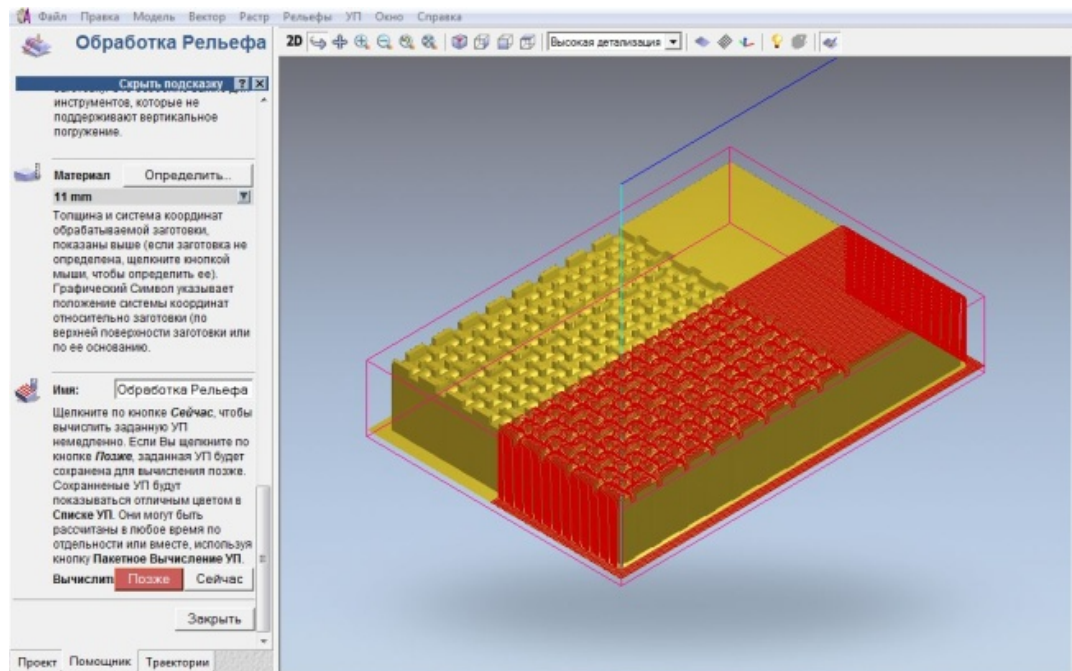 Файл Правка Модель Вектор Растр Рельефы УП Окно Справка
Обработка Рельефа
2D
Высокая детализация
Скрыть подсказку
инструментов, которые не
поддерживают вертикальное
погружение.
Материал Определить...
11 mm
Толщина и система координат
обрабатываемой заготовки,
показаны выше (если заготовка не
определена, щелкните кнопкой
мыши, чтобы определить ее).
Графический Символ указывает
положение системы координат
относительно заготовки (по
верхней поверхности заготовки или
по ее основанию.
Имя: Обработка Рельефа
Щелкните по кнопке Сейчас, чтобы
вычислить заданную УП
немедленно. Если Вы щелкните по
кнопке Позже, заданная УП будет
сохранена для вычисления позже.
Сохраненные УП будут
показываться отличным цветом в
Списке УП. Они могут быть
рассчитаны в любое время по
отдельности или вместе, используя
кнопку Пакетное Вычисление УП.
Вычислить Позже Сейчас
Закрыть
Проект Помощник Траектории